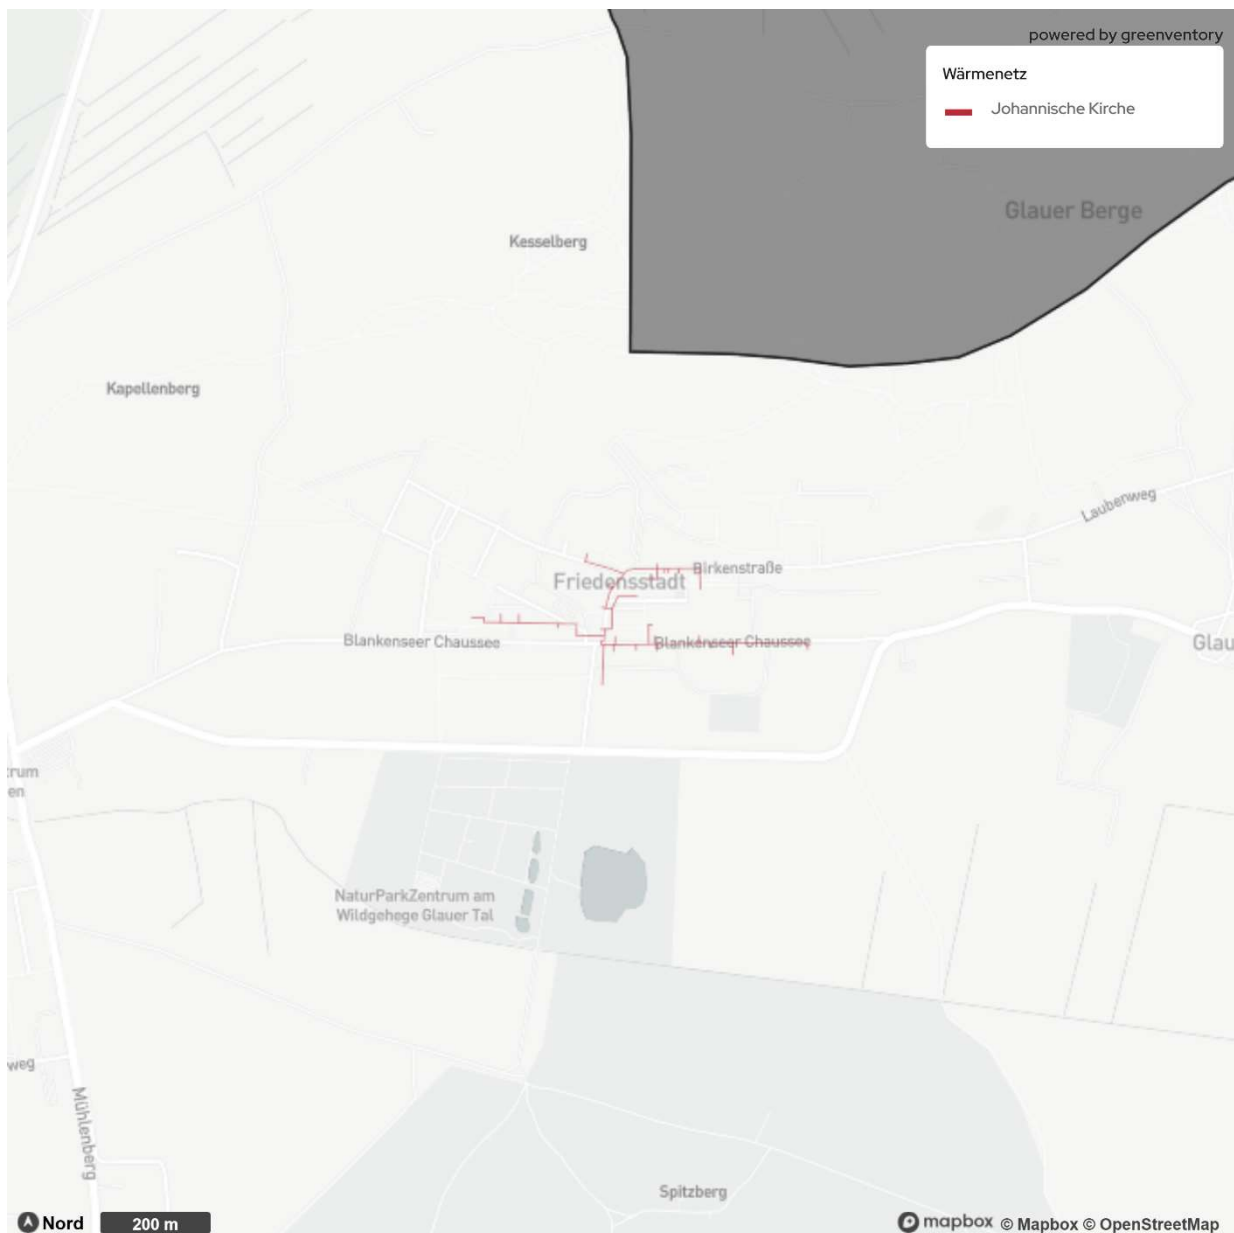 powered by greenventory
Wärmenetz
Johannische Kirche
Glauer Berge
Kesselberg
Kapellenberg
Laubenweg
Birkenstraße
Friedensstadt
Blankenseer Chaussee
Blankenseer Chaussee
Glau
trum
en
NaturParkZentrum am
Wildgehege Glauer Tal
weg
Mühlenberg
Spitzberg
Nord
200 m
mapbox © Mapbox © OpenStreetMap